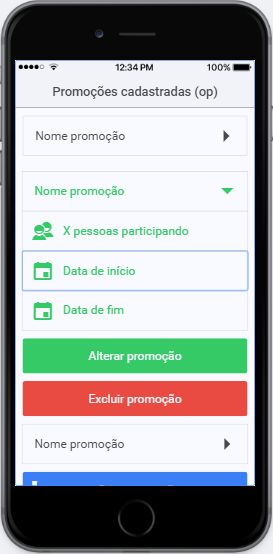 12:34 PM 100%
Promoções cadastradas (op)
Nome promoção
Nome promoção
X pessoas participando
Data de início
Data de fim
Alterar promoção
Excluir promoção
Nome promoção